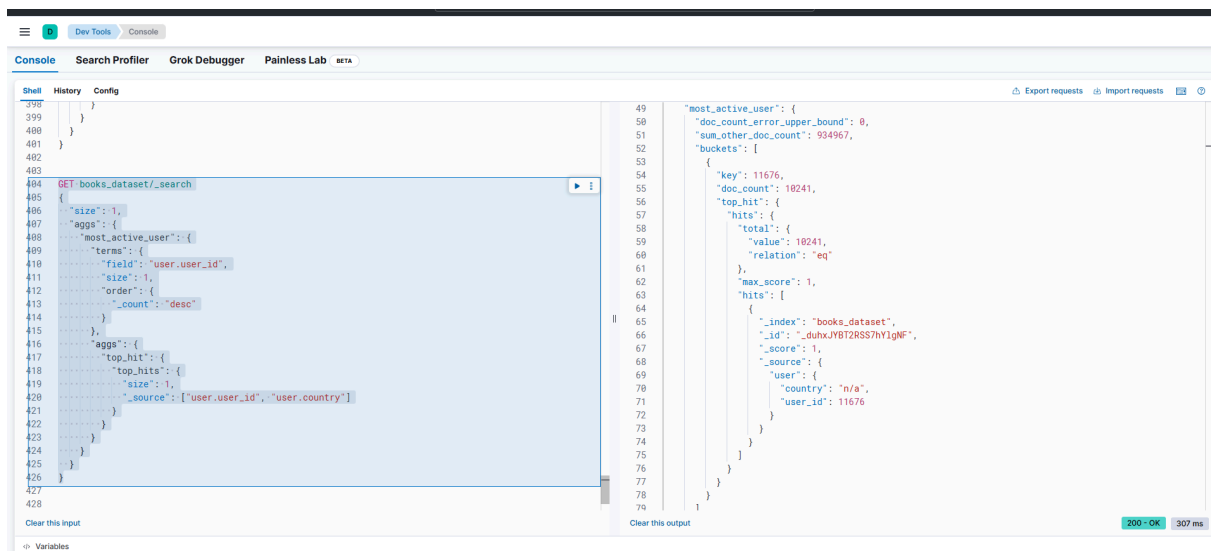 D Dev Tools Console
Console Search Profiler Grok Debugger Painless Lab BETA
Shell History Config
Export requests Import requests
398 }
399 }
400 }
401 }
402
403
404 GET books_dataset/_search
405 {
406 "size": 1,
407 "aggs": {
408 "most_active_user": {
409 "terms": {
410 "field": "user.user_id",
411 "size": 1,
412 "order": {
413 "_count": "desc"
414 }
415 },
416 "aggs": {
417 "top_hit": {
418 "top_hits": {
419 "size": 1,
420 "_source": ["user.user_id", "user.country"]
421 }
422 }
423 }
424 }
425 }
426 }
427
428
Clear this input
49 "most_active_user": {
50 "doc_count_error_upper_bound": 0,
51 "sum_other_doc_count": 934967,
52 "buckets": [
53 {
54 "key": 11676,
55 "doc_count": 10241,
56 "top_hit": {
57 "hits": {
58 "total": {
59 "value": 10241,
60 "relation": "eq"
61 },
62 "max_score": 1,
63 "hits": [
64 {
65 "_index": "books_dataset",
66 "_id": "_duhxJYBT2RSS7hYlgNF",
67 "_score": 1,
68 "_source": {
69 "user": {
70 "country": "n/a",
71 "user_id": 11676
72 }
73 }
74 }
75 ]
76 }
77 }
78 }
79 ]
Clear this output
200 - OK 307 ms
Variables